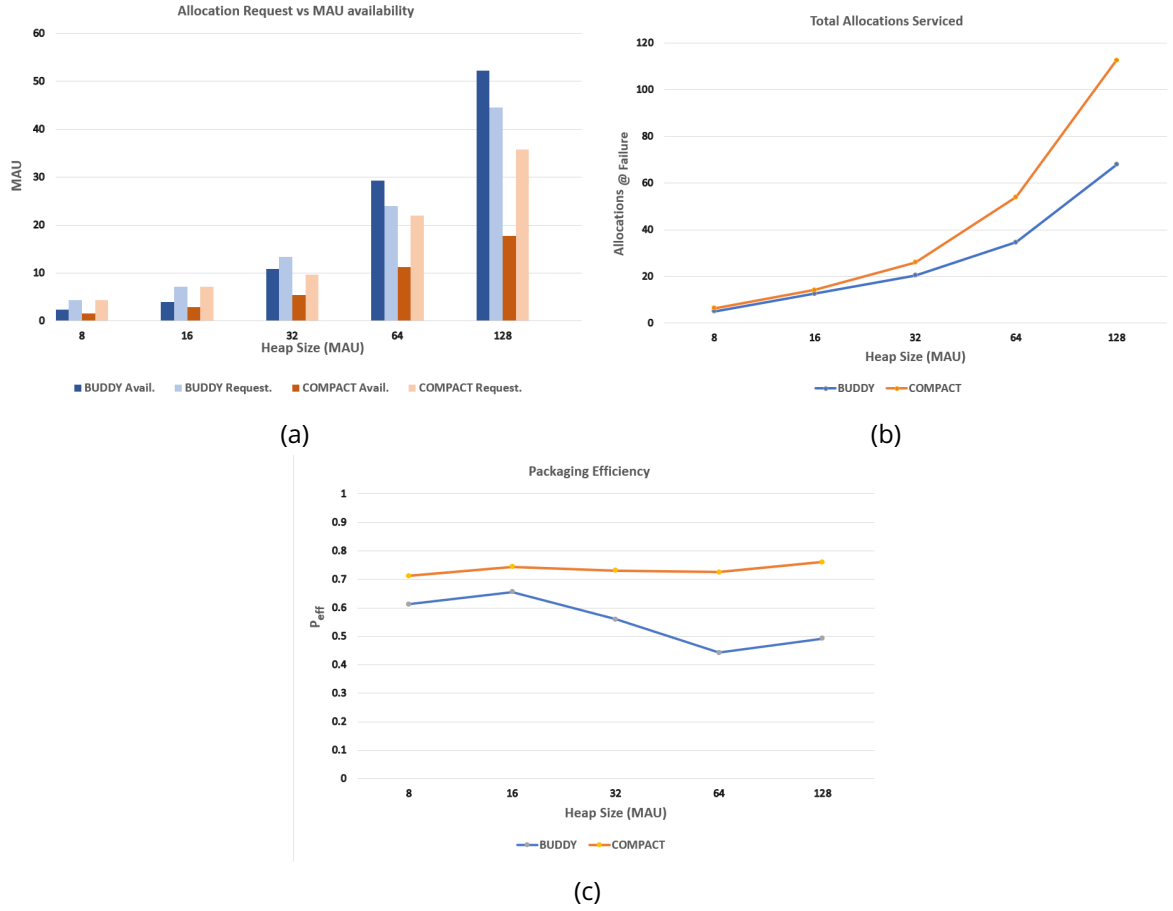 Allocation Request vs MAU availability
60
50
40
30
20
10
0
MAU
8 16 32 64 128
Heap Size (MAU)
BUDDY Avail. BUDDY Request. COMPACT Avail. COMPACT Request.
(a)
Total Allocations Serviced
120
100
80
60
40
20
0
Allocations @ Failure
8 16 32 64 128
Heap Size (MAU)
BUDDY COMPACT
(b)
Packaging Efficiency
1
0.9
0.8
0.7
0.6
0.5
0.4
0.3
0.2
0.1
0
Peff
8 16 32 64 128
Heap Size (MAU)
BUDDY COMPACT
(c)